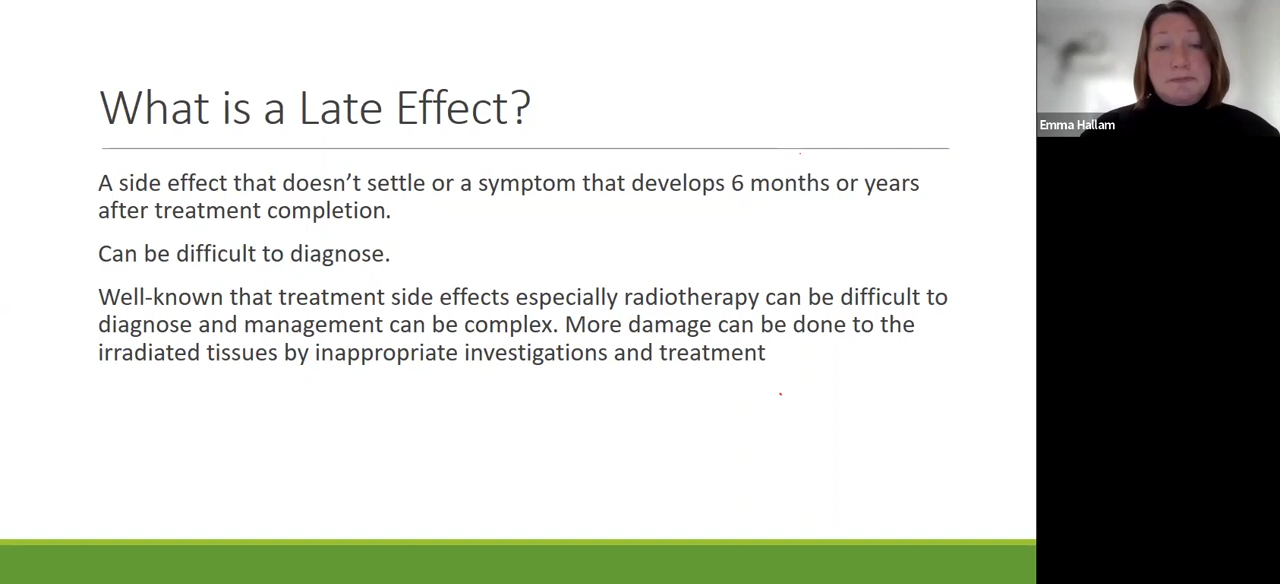 What is a Late Effect?
A side effect that doesn’t settle or a symptom that develops 6 months or years
after treatment completion.
Can be difficult to diagnose.
Well-known that treatment side effects especially radiotherapy can be difficult to
diagnose and management can be complex. More damage can be done to the
irradiated tissues by inappropriate investigations and treatment
Emma Hallam